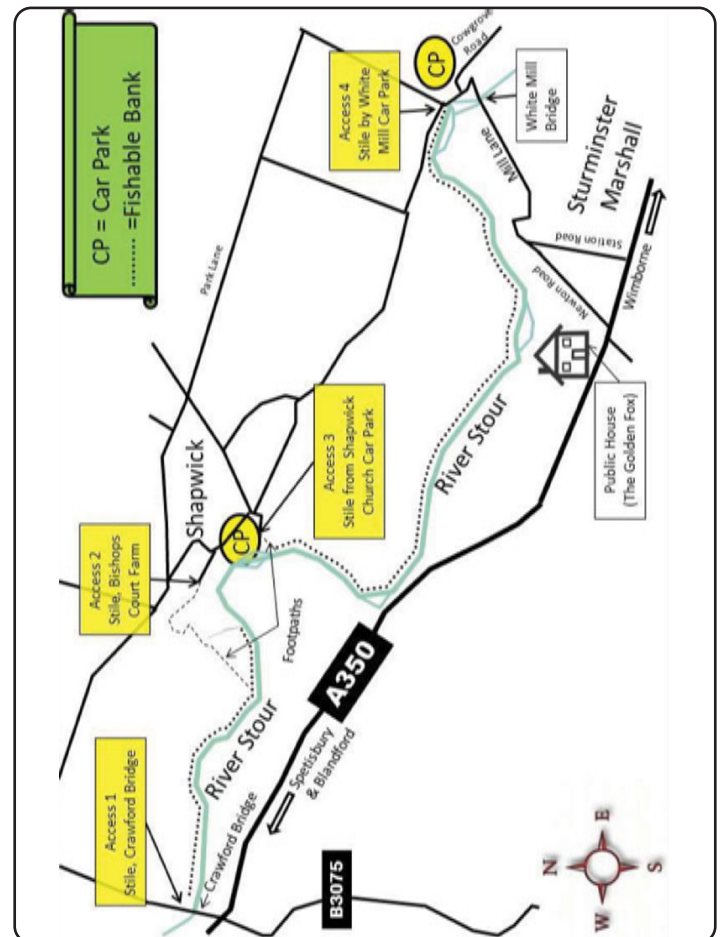 CP = Car Park
........ =Fishable Bank
Access 1
Stile, Crawford Bridge
Access 2
Stile, Bishops
Court Farm
Shapwick
CP
Park Lane
Access 3
Stile from Shapwick
Church Car Park
Access 4
Stile by White
Mill Car Park
CP
Cowgrove
Road
White Mill
Bridge
Mill Lane
Sturminster
Marshall
Station Road
Newton Road
Wimborne
Public House
(The Golden Fox)
River Stour
Footpaths
River Stour
Crawford Bridge
A350
Spetisbury
& Blandford
B3075
N
E
S
W